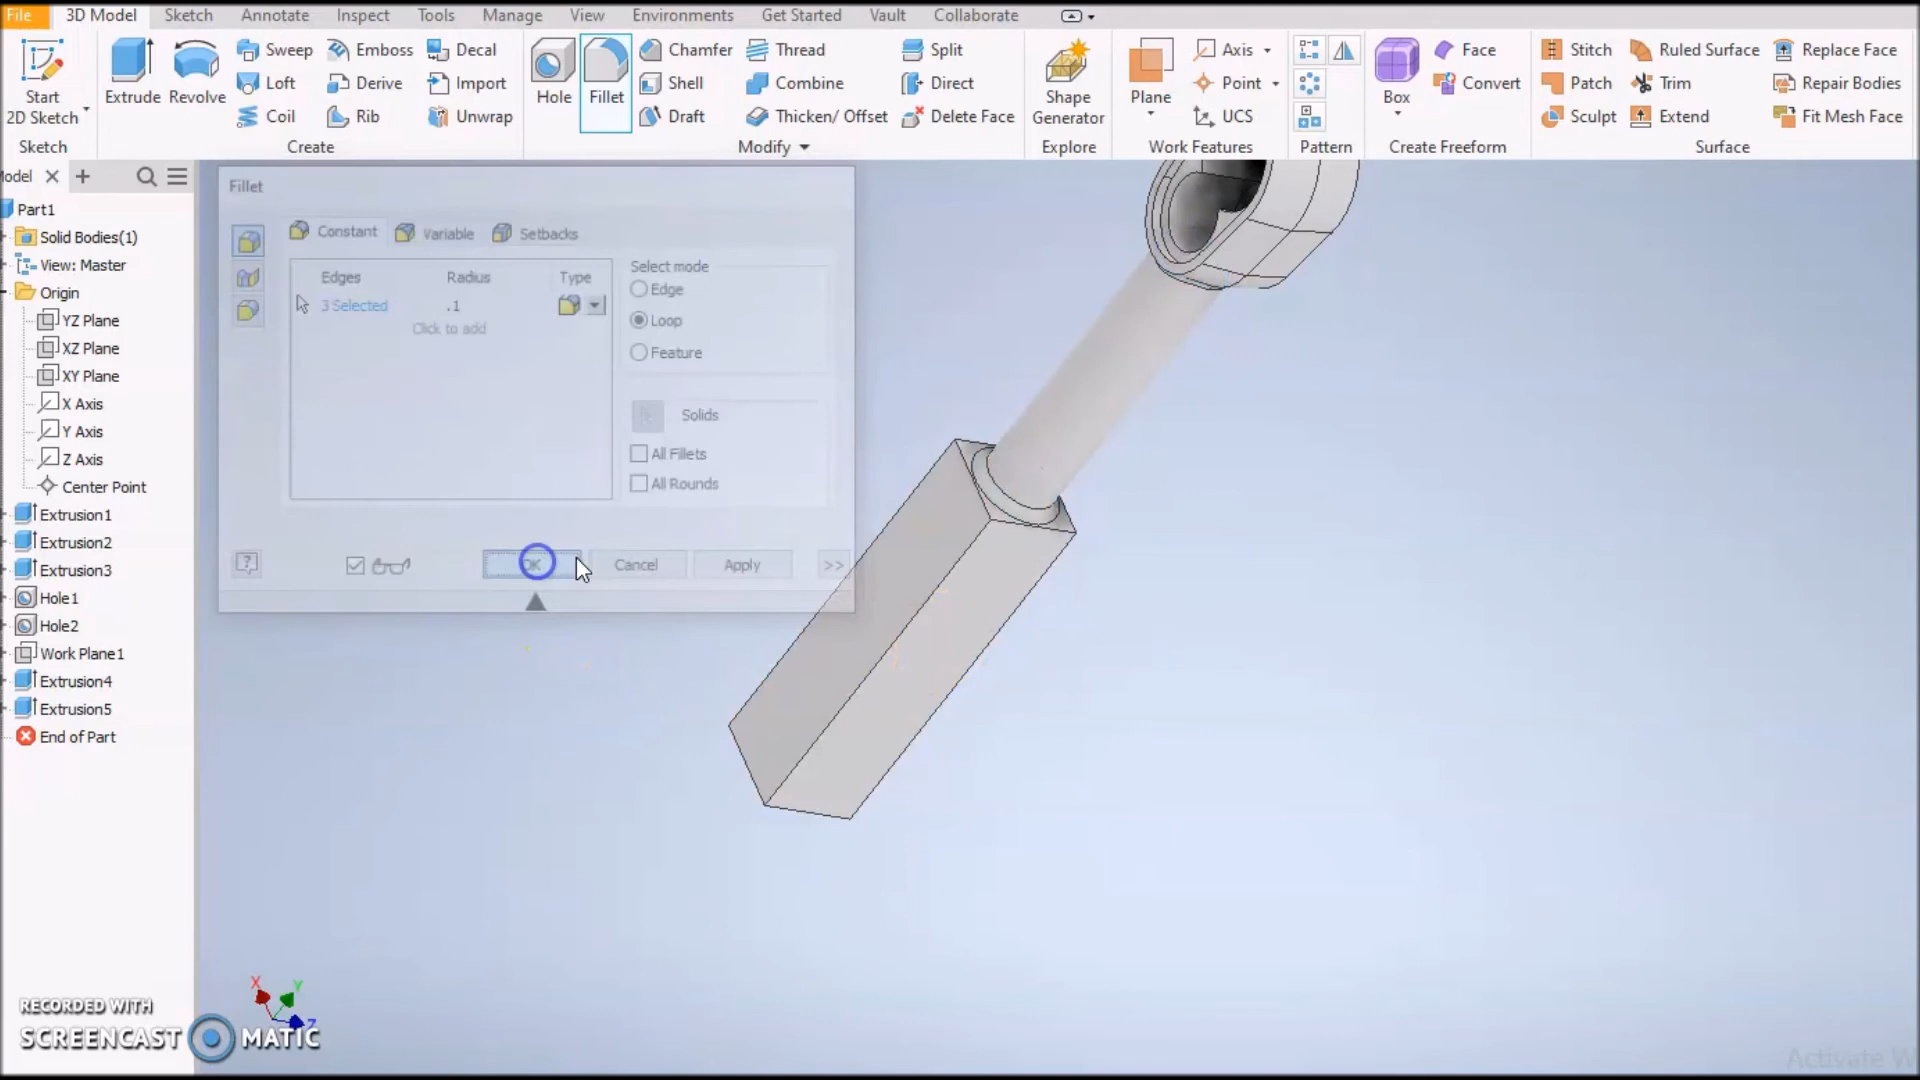 File 3D Model Sketch Annotate Inspect Tools Manage View Environments Get Started Vault Collaborate
Start 2D Sketch
Extrude
Revolve
Sweep Emboss Decal
Loft Derive Import
Coil Rib Unwrap
Hole
Fillet
Chamfer Thread Split
Shell Combine Direct
Draft Thicken/ Offset Delete Face
Shape Generator
Plane
Axis
Point
UCS
Box
Face
Convert
Stitch Ruled Surface Replace Face
Patch Trim Repair Bodies
Sculpt Extend Fit Mesh Face
Sketch Create Modify Explore Work Features Pattern Create Freeform Surface
odel
Part1
Solid Bodies(1)
View: Master
Origin
YZ Plane
XZ Plane
XY Plane
X Axis
Y Axis
Z Axis
Center Point
Extrusion1
Extrusion2
Extrusion3
Hole1
Hole2
Work Plane1
Extrusion4
Extrusion5
End of Part
Fillet
Constant Variable Setbacks
Edges Radius Type
3 Selected .1
Click to add
Select mode
Edge
Loop
Feature
Solids
All Fillets
All Rounds
?
OK Cancel Apply >>
X Y Z
RECORDED WITH
SCREENCAST MATIC
Activate W